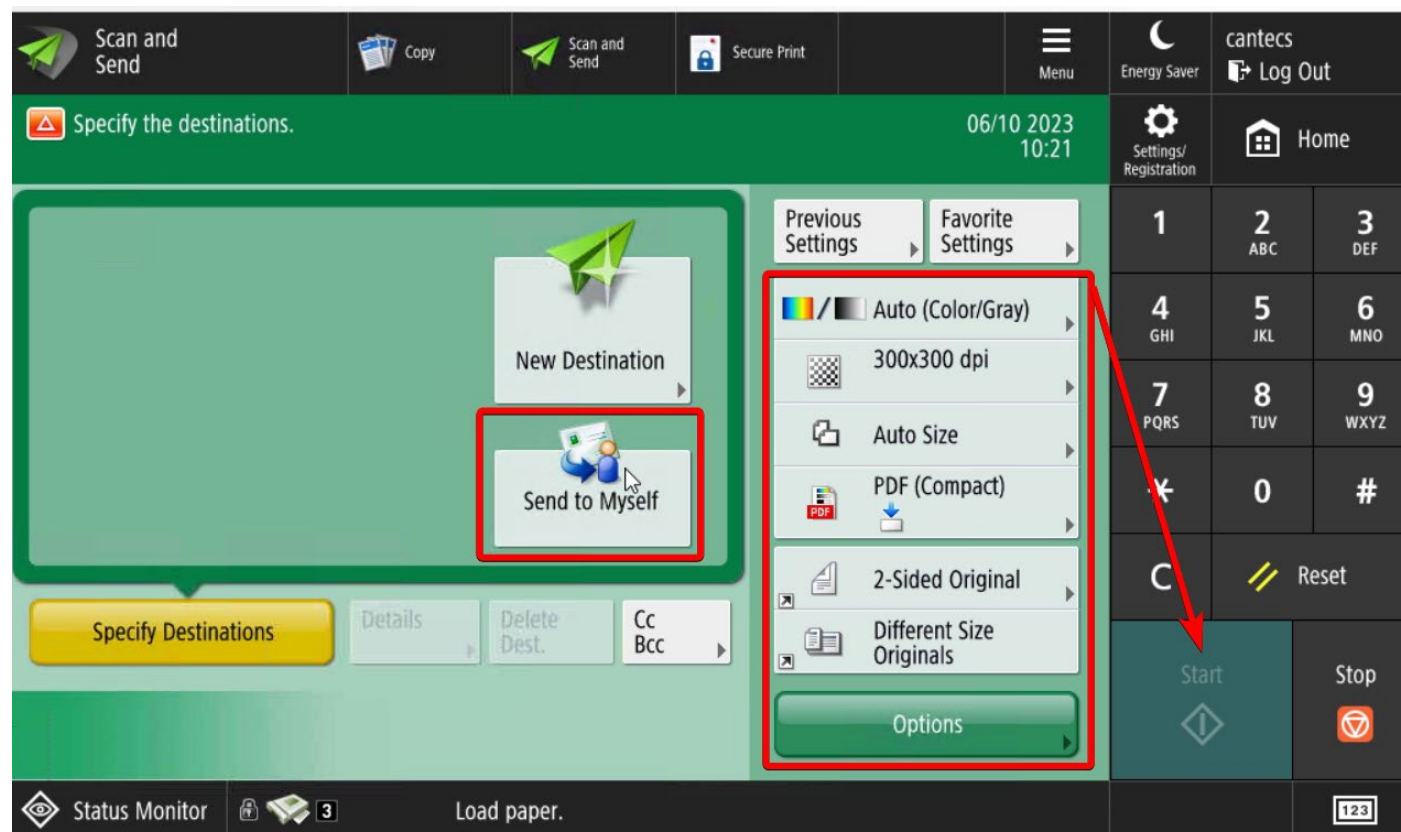 Scan and
Send
Copy
Scan and
Send
Secure Print
Menu
Energy Saver
cantecs
Log Out
Specify the destinations.
06/10 2023
10:21
Settings/
Registration
Home
Previous
Settings
Favorite
Settings
New Destination
Send to Myself
Auto (Color/Gray)
300x300 dpi
Auto Size
PDF
PDF (Compact)
2-Sided Original
Different Size
Originals
Options
Specify Destinations
Details
Delete
Dest.
Cc
Bcc
1
2
ABC
3
DEF
4
GHI
5
JKL
6
MNO
7
PQRS
8
TUV
9
WXYZ
*
0
#
C
Reset
Start
Stop
Status Monitor
3
Load paper.
123